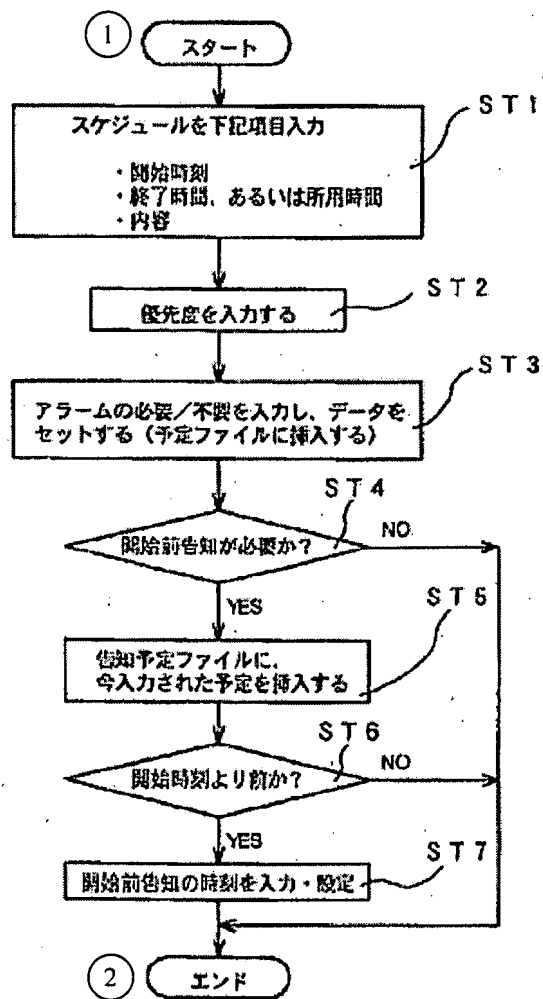 1
スタート
ST1
スケジュールを下記項目入力
・開始時刻
・終了時間、あるいは所用時間
・内容
ST2
優先度を入力する
ST3
アラームの必要/不要を入力し、データを
セットする(予定ファイルに挿入する)
ST4
開始前告知が必要か?
NO
YES
ST5
告知予定ファイルに、
今入力された予定を挿入する
ST6
開始時刻より前か?
NO
YES
ST7
開始前告知の時刻を入力・設定
2
エンド